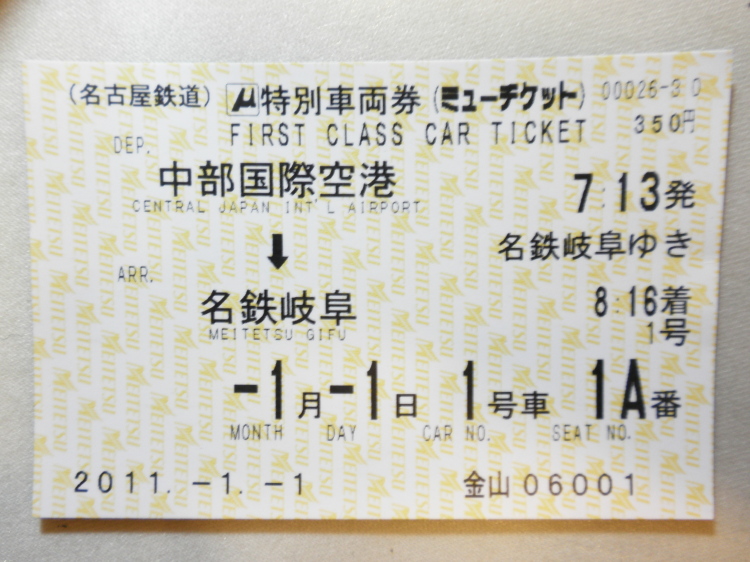 (名古屋鉄道) μ特別車両券(ミューチケット) 00026-30
FIRST CLASS CAR TICKET 350円
DEP.
中部国際空港 7:13発
CENTRAL JAPAN INT'L AIRPORT
名鉄岐阜ゆき
ARR.
名鉄岐阜 8:16着
MEITETSU GIFU 1号
-1月-1日 1号車 1A番
MONTH DAY CAR NO. SEAT NO.
2011.-1.-1 金山06001